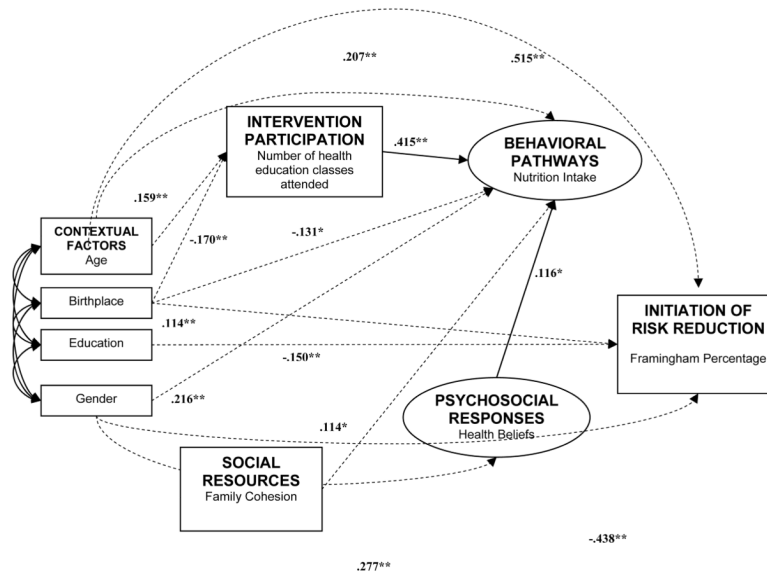 .207**
.515**
INTERVENTION
PARTICIPATION
Number of health
education classes
attended
.415**
BEHAVIORAL
PATHWAYS
Nutrition Intake
.159**
CONTEXTUAL
FACTORS
Age
-.170**
-.131*
.116*
Birthplace
.114**
INITIATION OF
RISK REDUCTION
Framingham Percentage
Education
-.150**
Gender
.216**
.114*
PSYCHOSOCIAL
RESPONSES
Health Beliefs
SOCIAL
RESOURCES
Family Cohesion
-.438**
.277**